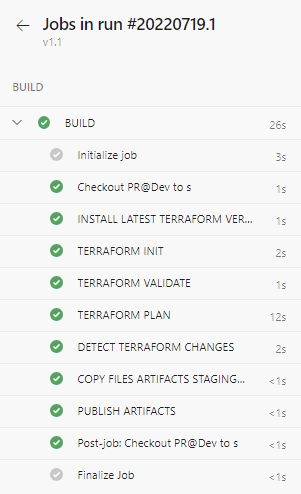 Jobs in run #20220719.1
v1.1
BUILD
BUILD 26s
Initialize job 3s
Checkout PR@Dev to s 1s
INSTALL LATEST TERRAFORM VER... 1s
TERRAFORM INIT 2s
TERRAFORM VALIDATE 1s
TERRAFORM PLAN 12s
DETECT TERRAFORM CHANGES 2s
COPY FILES ARTIFACTS STAGING... <1s
PUBLISH ARTIFACTS <1s
Post-job: Checkout PR@Dev to s <1s
Finalize Job <1s